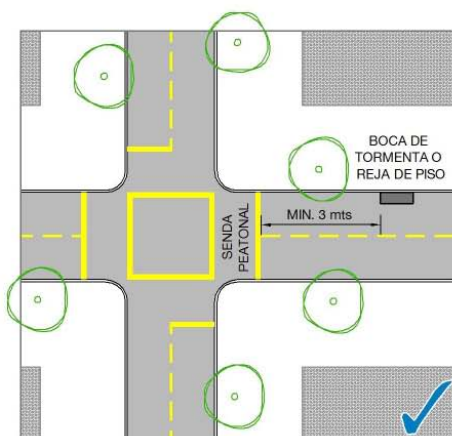 BOCA DE
TORMENTA O
REJA DE PISO
MIN. 3 mts
SENDA
PEATONAL